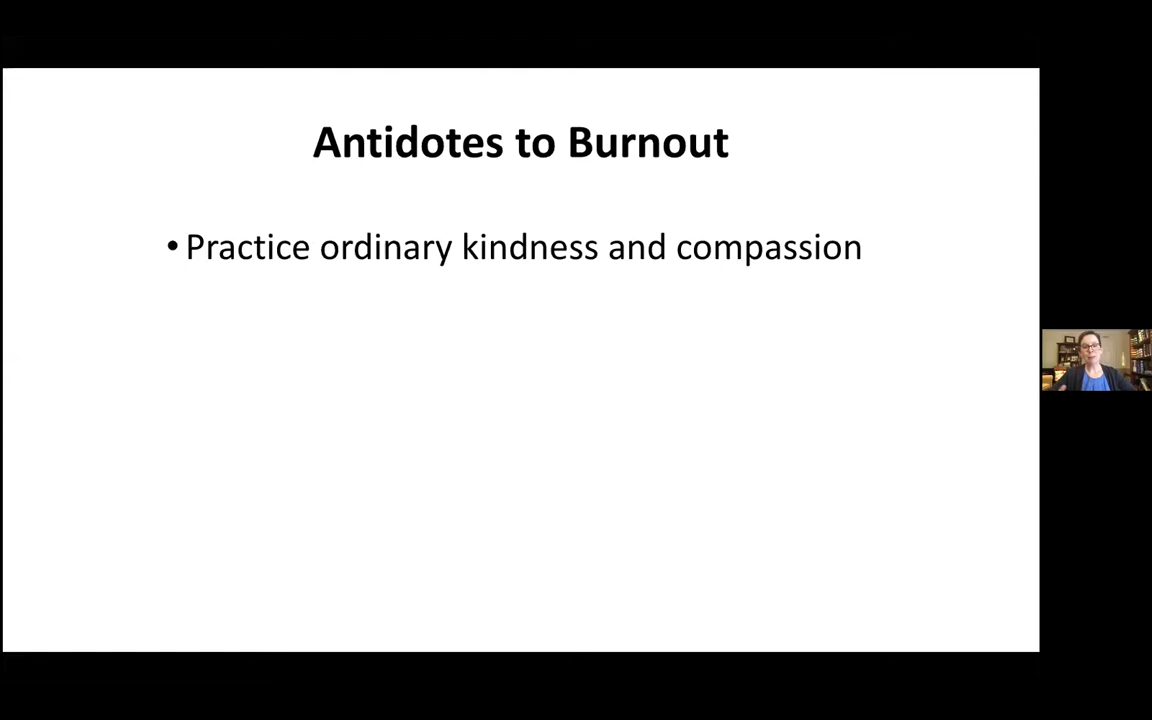 Antidotes to Burnout
• Practice ordinary kindness and compassion